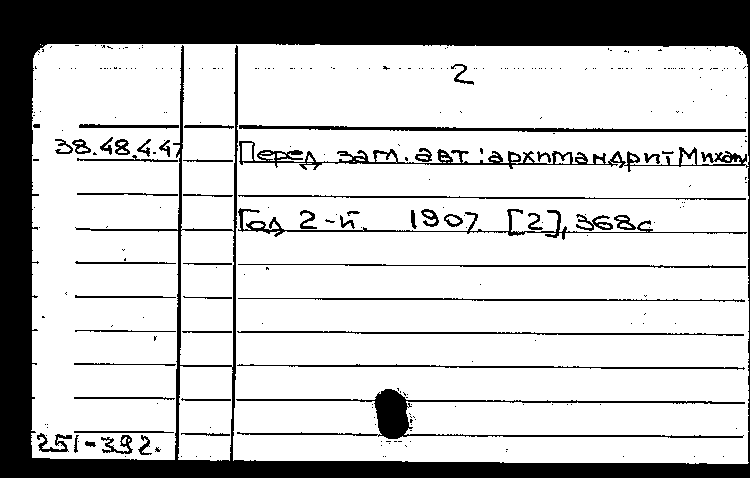 2
38.48.4.47 Перед загл. авт.: архимандрит Михаил
Год 2-й. 1907. [2], 368с
251-392.